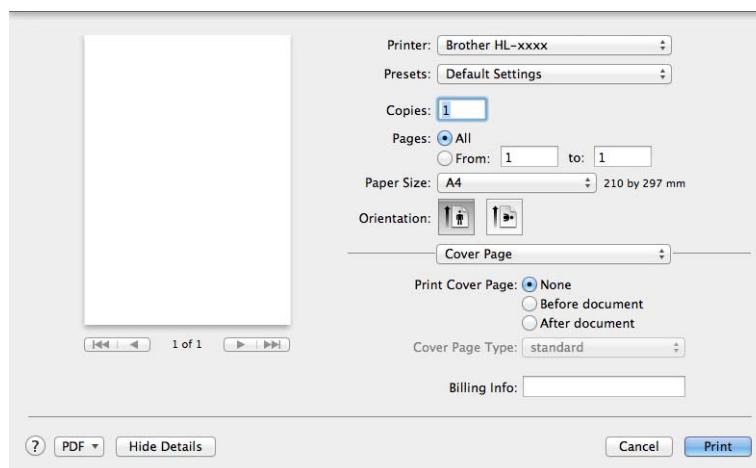 Printer: Brother HL-xxxx
Presets: Default Settings
Copies: 1
Pages: All
From: 1 to: 1
Paper Size: A4 210 by 297 mm
Orientation:
Cover Page
Print Cover Page: None
Before document
After document
Cover Page Type: standard
Billing Info:
1 of 1
? PDF Hide Details Cancel Print